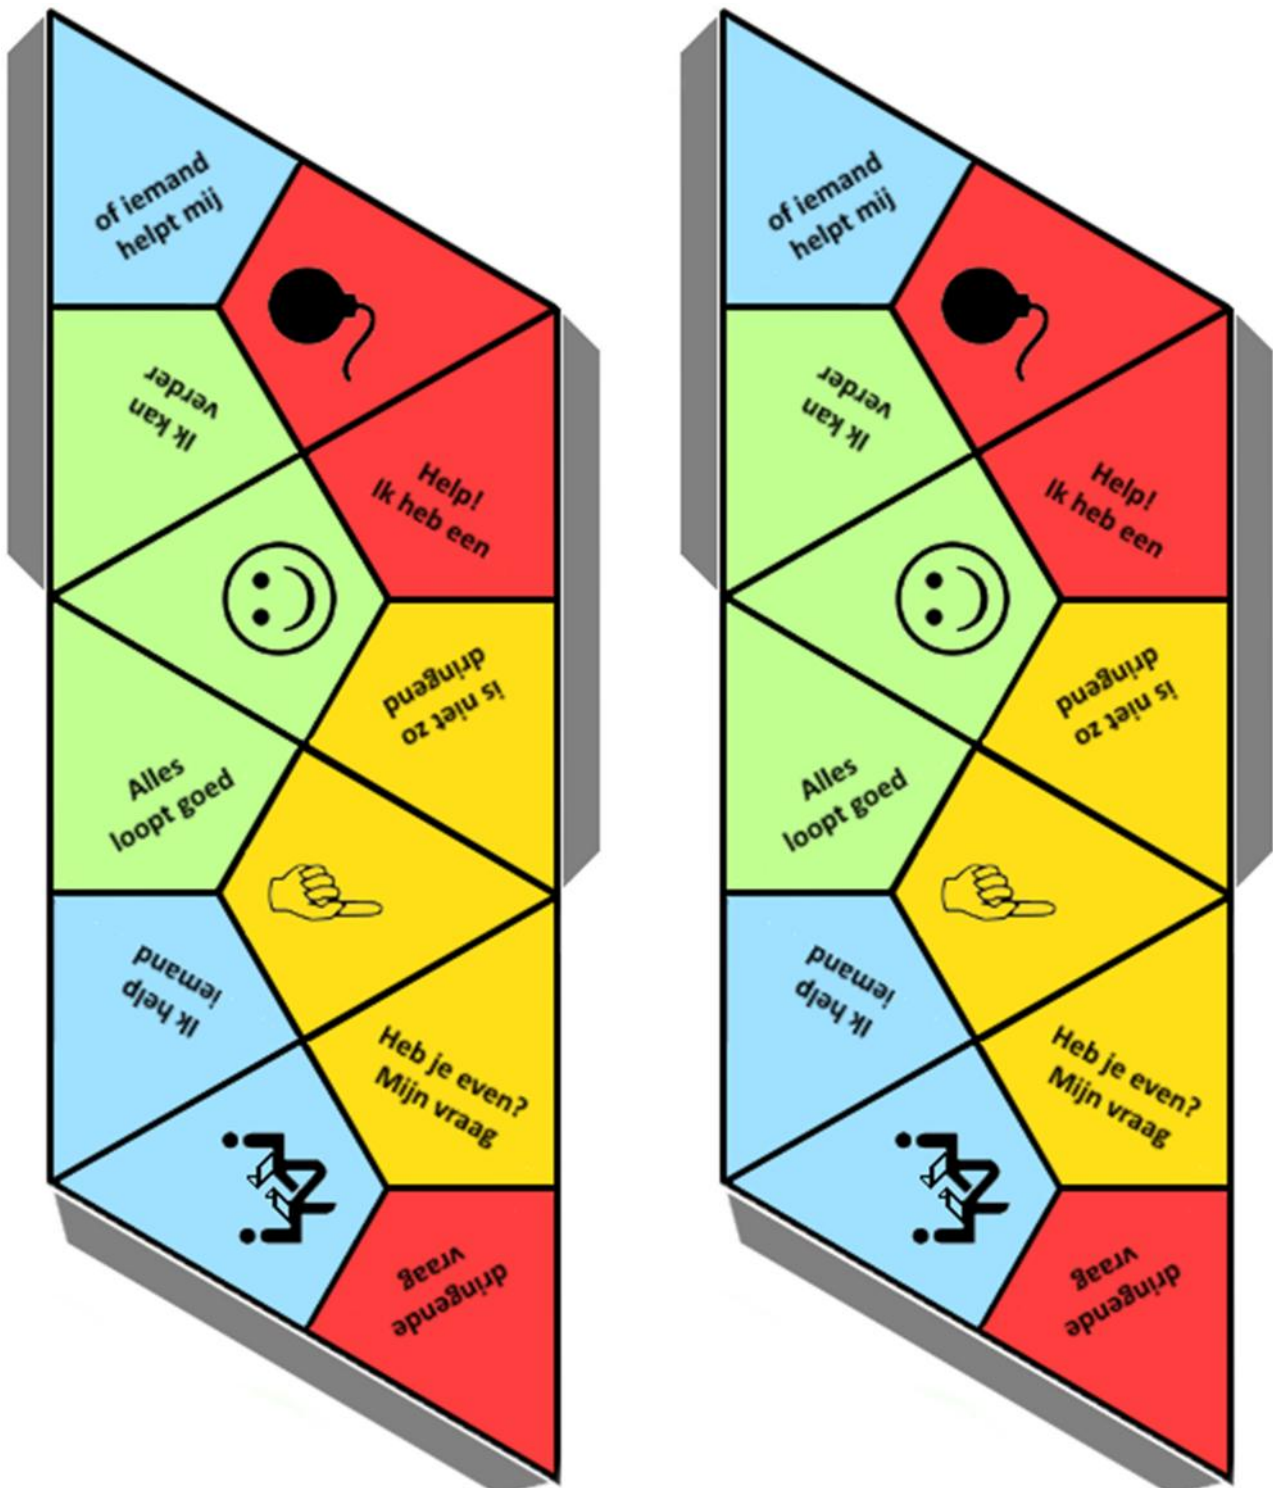 of iemand
helpt mij
Ik kan
verder
Help!
Ik heb een
is niet zo
dringend
Alles
loopt goed
Ik help
iemand
Heb je even?
Mijn vraag
dringende
vraag
of iemand
helpt mij
Ik kan
verder
Help!
Ik heb een
is niet zo
dringend
Alles
loopt goed
Ik help
iemand
Heb je even?
Mijn vraag
dringende
vraag